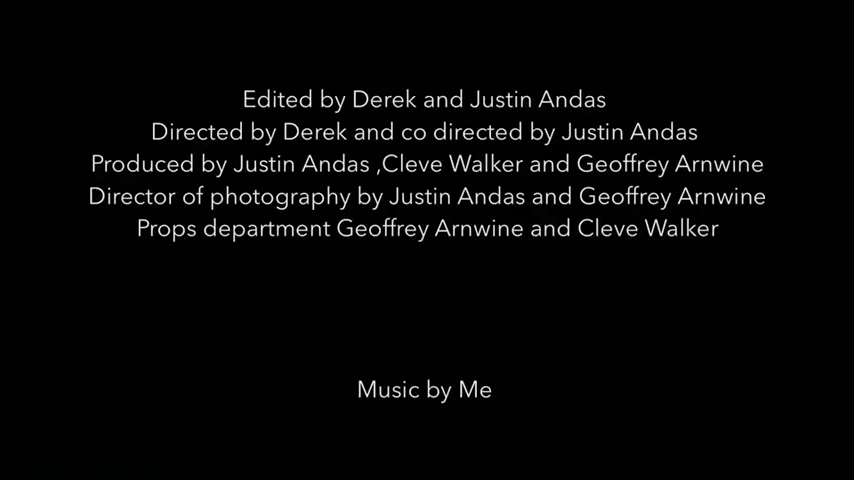 Edited by Derek and Justin Andas
Directed by Derek and co directed by Justin Andas
Produced by Justin Andas ,Cleve Walker and Geoffrey Arnwine
Director of photography by Justin Andas and Geoffrey Arnwine
Props department Geoffrey Arnwine and Cleve Walker
Music by Me